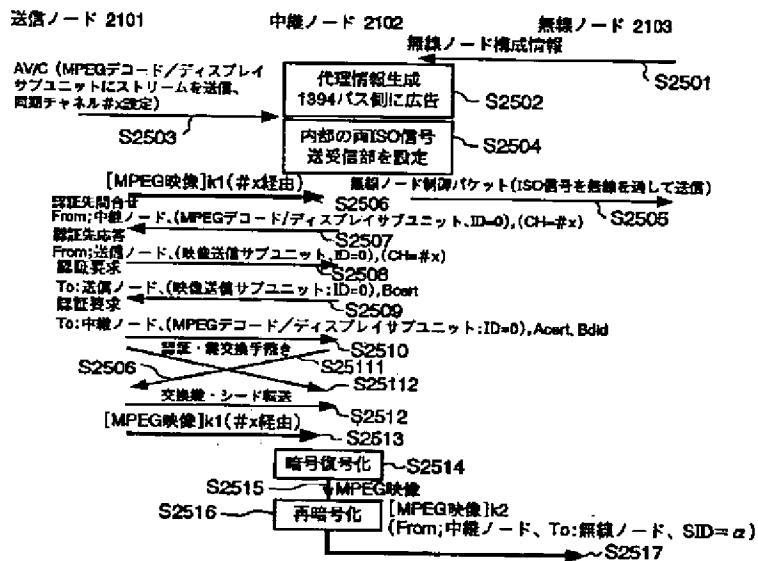 送信ノード 2101
中継ノード 2102
無線ノード 2103
無線ノード構成情報
S2501
代理情報生成
1394バス側に広告
S2502
AV/C (MPEGデコード/ディスプレイ
サブユニットにストリームを送信、
同期チャネル#x設定)
S2503
内部の両ISO信号
送受信部を設定
S2504
[MPEG映像]k1(#x経由)
S2506
無線ノード制御パケット(ISO信号を無線を通して送信)
S2505
認証先問合せ
From;中継ノード、(MPEGデコード/ディスプレイサブユニット、ID=0),(CH=#x)
S2507
認証先応答
From;送信ノード、(映像送信サブユニット、ID=0),(CH=#x)
S2508
認証要求
To:送信ノード、(映像送信サブユニット:ID=0),Bcert
S2509
認証要求
To:中継ノード、(MPEGデコード/ディスプレイサブユニット:ID=0),Acert、Bdid
S2510
認証・鍵交換手続き
S2506
S25111
S25112
交換鍵・シード転送
S2512
[MPEG映像]k1(#x経由)
S2513
暗号復号化
S2514
S2515
MPEG映像
S2516
再暗号化
[MPEG映像]k2
(From;中継ノード、To:無線ノード、SID=α)
S2517